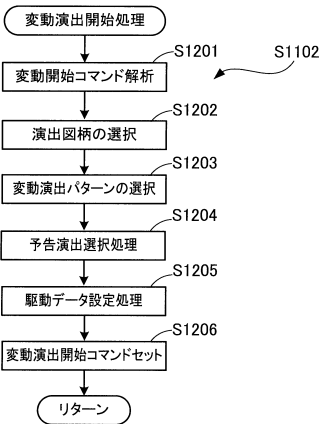 変動演出開始処理
S1201
S1102
変動開始コマンド解析
S1202
演出図柄の選択
S1203
変動演出パターンの選択
S1204
予告演出選択処理
S1205
駆動データ設定処理
S1206
変動演出開始コマンドセット
リターン